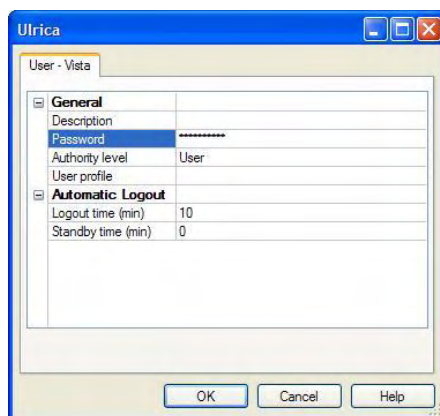 Ulrica
User - Vista
General
Description
Password **********
Authority level User
User profile
Automatic Logout
Logout time (min) 10
Standby time (min) 0
OK Cancel Help